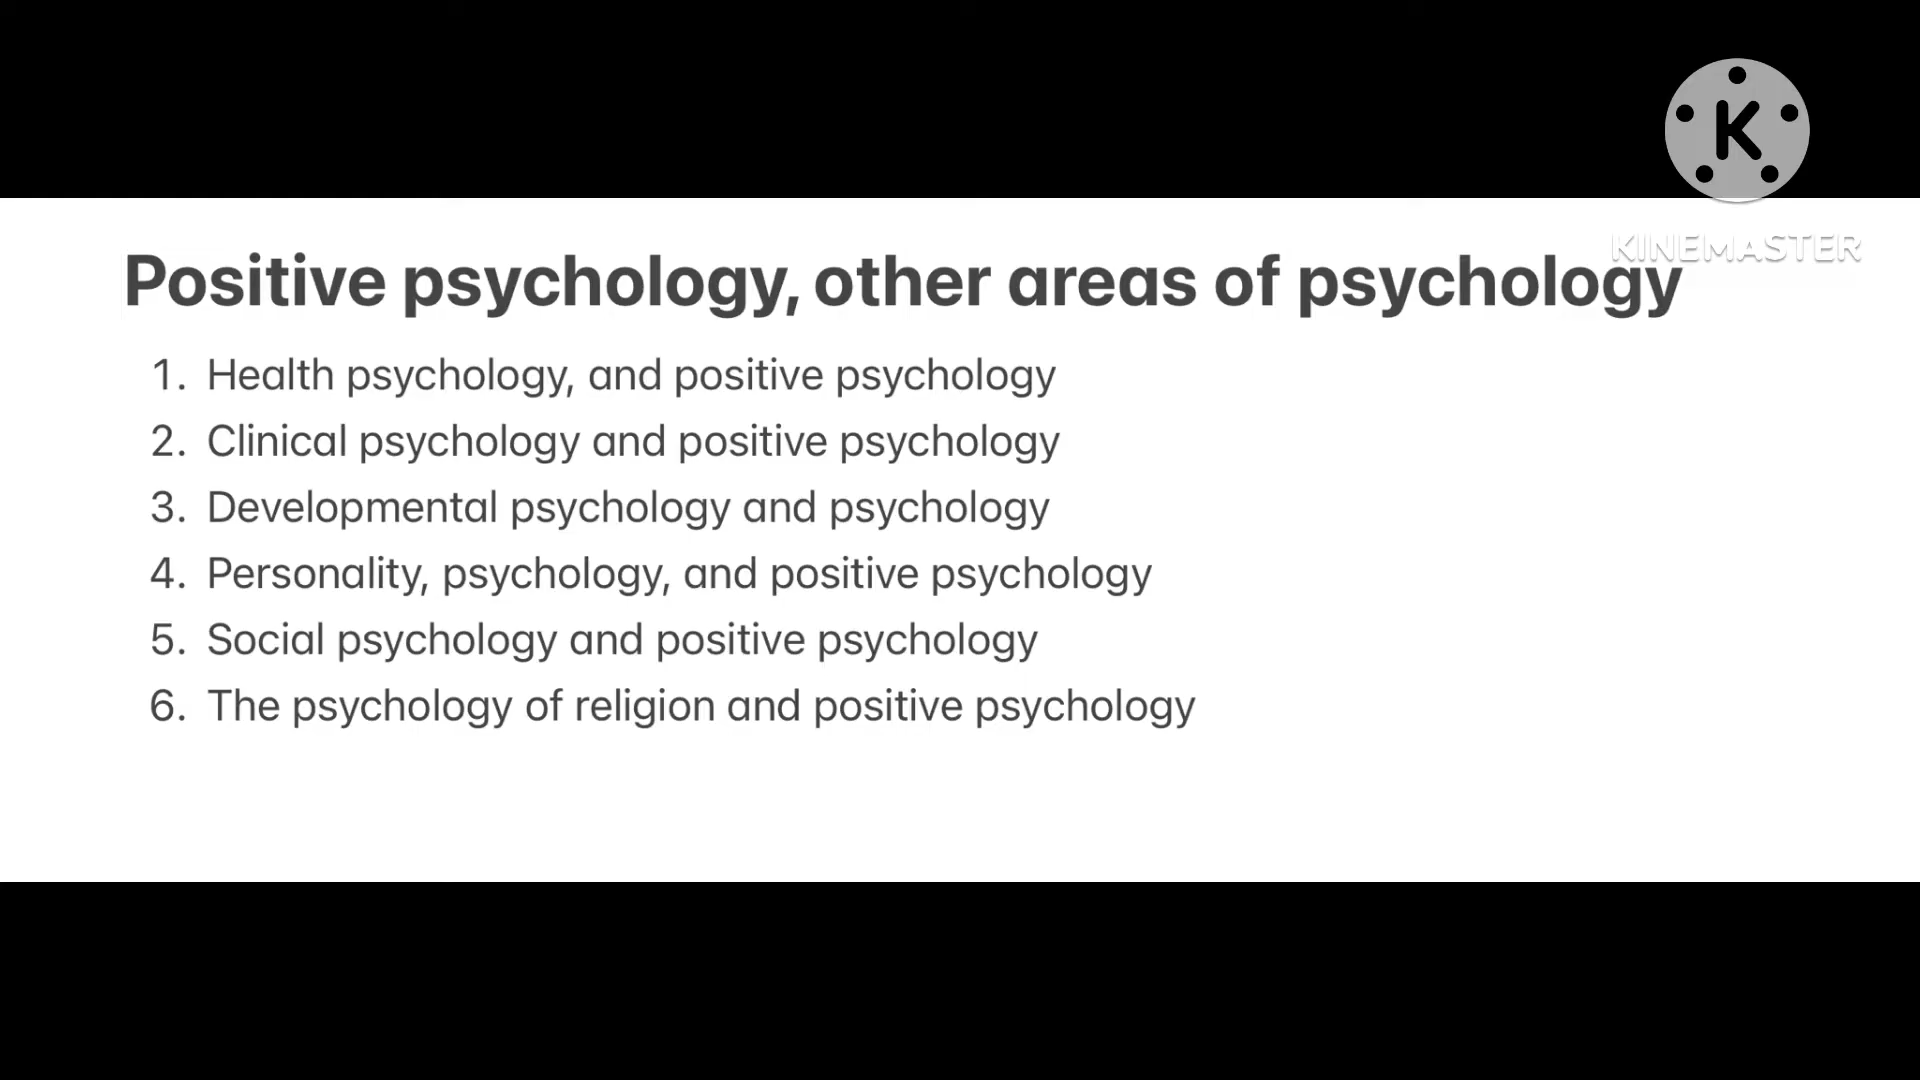 K
KINEMASTER
Positive psychology, other areas of psychology
1. Health psychology, and positive psychology
2. Clinical psychology and positive psychology
3. Developmental psychology and psychology
4. Personality, psychology, and positive psychology
5. Social psychology and positive psychology
6. The psychology of religion and positive psychology